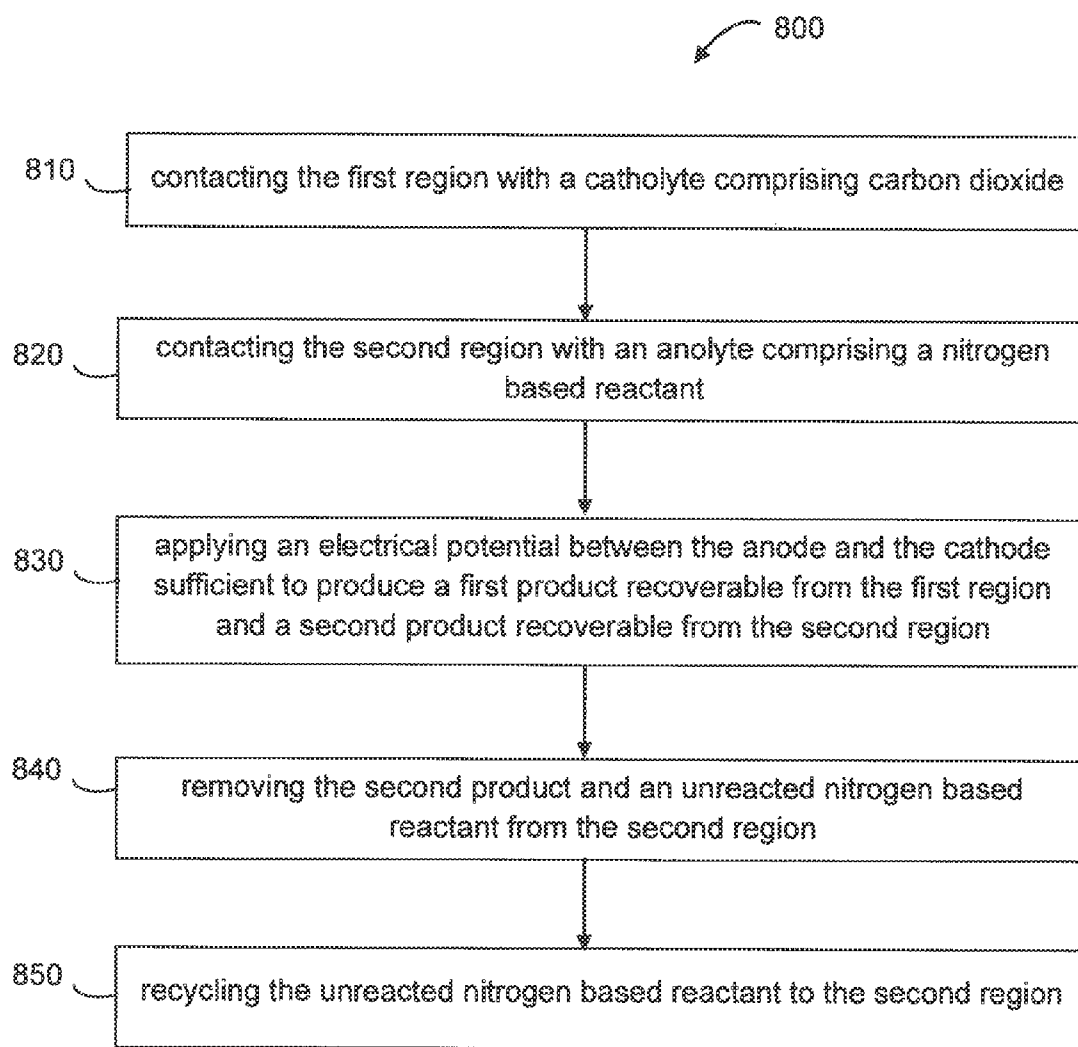 800
810
contacting the first region with a catholyte comprising carbon dioxide
820
contacting the second region with an anolyte comprising a nitrogen
based reactant
830
applying an electrical potential between the anode and the cathode
sufficient to produce a first product recoverable from the first region
and a second product recoverable from the second region
840
removing the second product and an unreacted nitrogen based
reactant from the second region
850
recycling the unreacted nitrogen based reactant to the second region